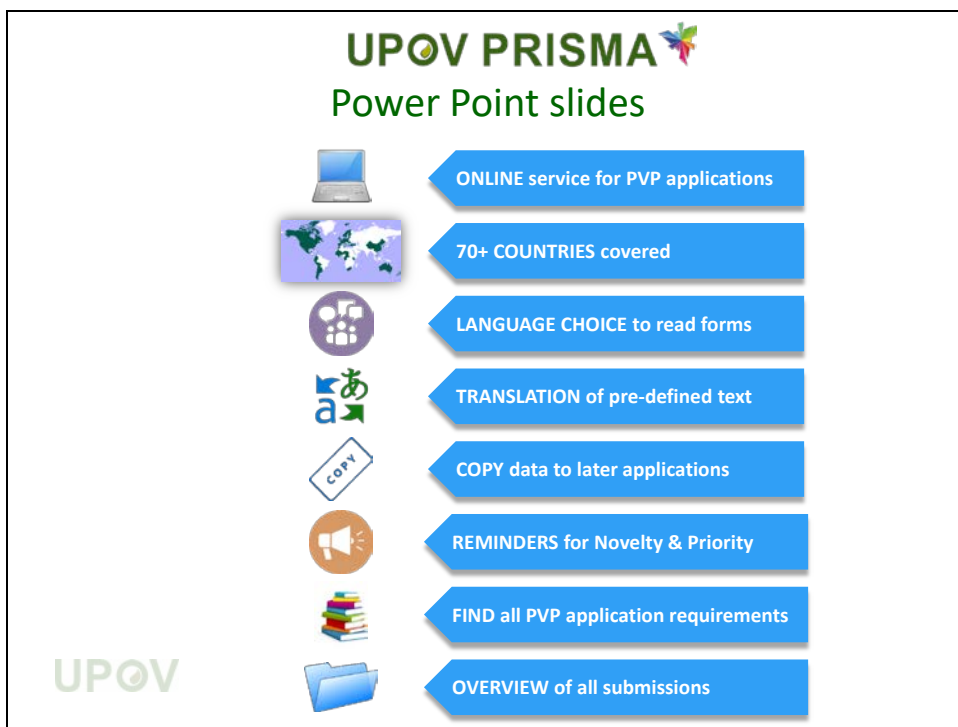 UPOV PRISMA
Power Point slides
ONLINE service for PVP applications
70+ COUNTRIES covered
LANGUAGE CHOICE to read forms
あ
a
TRANSLATION of pre-defined text
COPY
COPY data to later applications
REMINDERS for Novelty & Priority
FIND all PVP application requirements
UPOV
OVERVIEW of all submissions